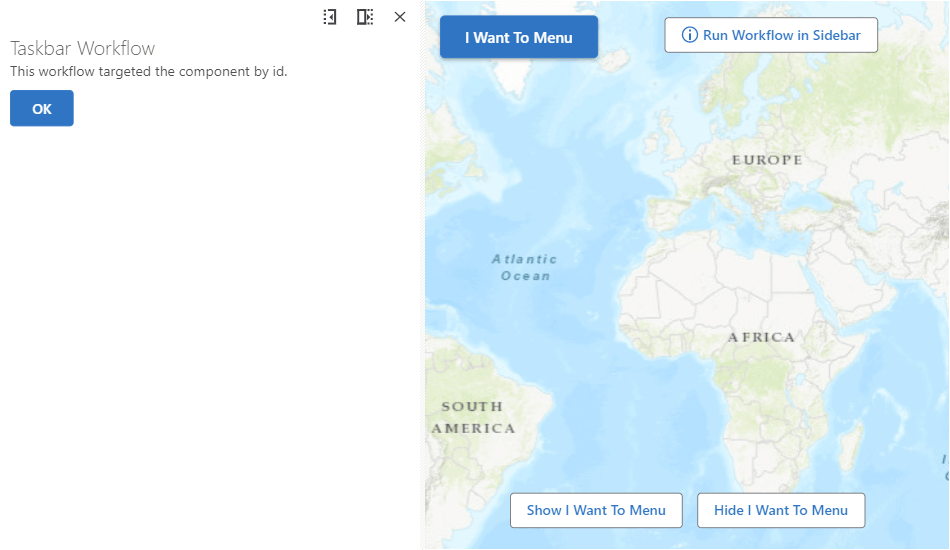 Taskbar Workflow
This workflow targeted the component by id.
OK
I Want To Menu
Run Workflow in Sidebar
EUROPE
Atlantic
Ocean
AFRICA
SOUTH
AMERICA
Show I Want To Menu
Hide I Want To Menu